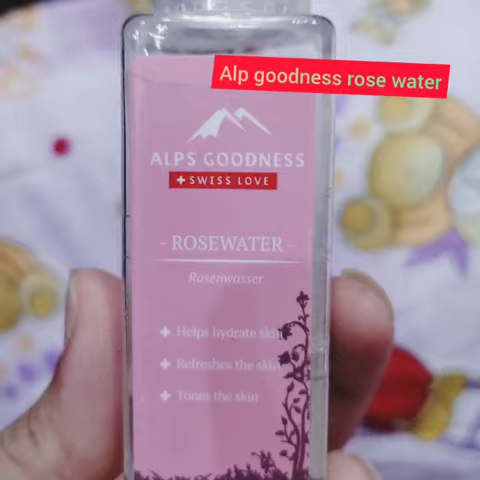 Alp goodness rose water
ALPS GOODNESS
SWISS LOVE
- ROSEWATER -
Rosenwasser
Helps hydrate skin
Refreshes the skin
Tones the skin